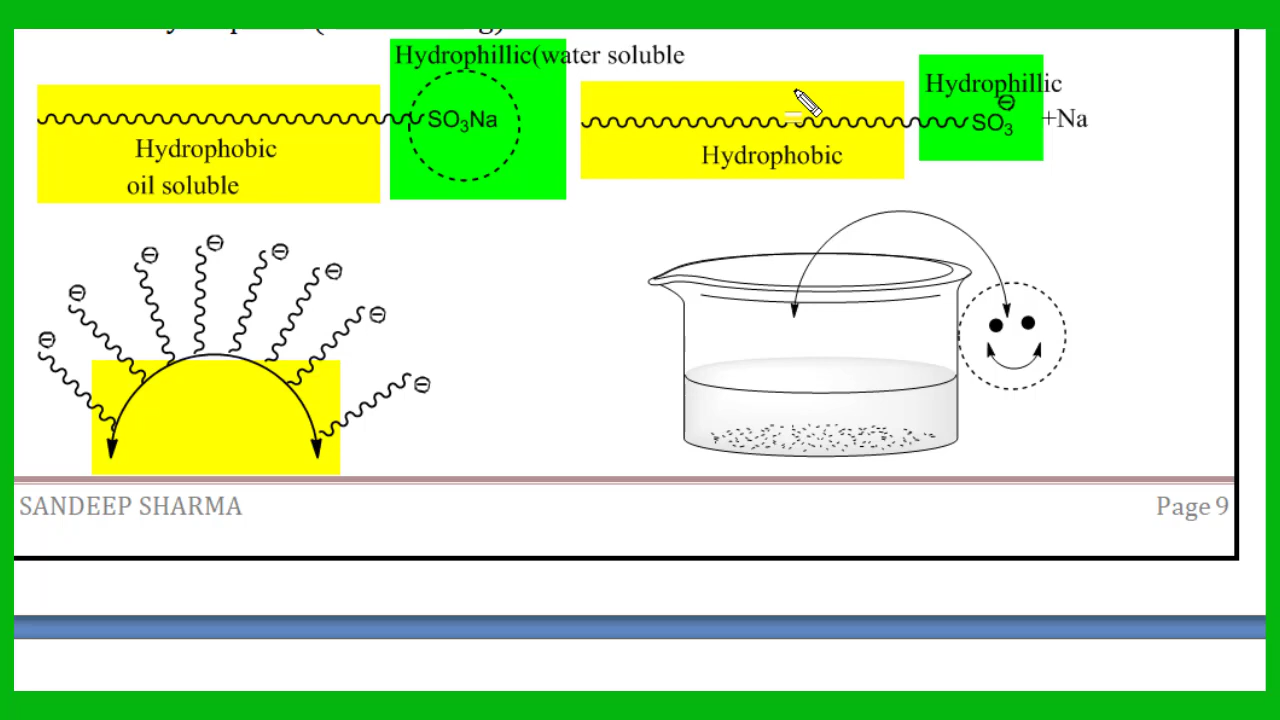 Hydrophillic(water soluble
Hydrophillic
SO3Na
SO3⊖ +Na
Hydrophobic
oil soluble
Hydrophobic
⊖ ⊖ ⊖ ⊖ ⊖ ⊖ ⊖ ⊖
SANDEEP SHARMA
Page 9